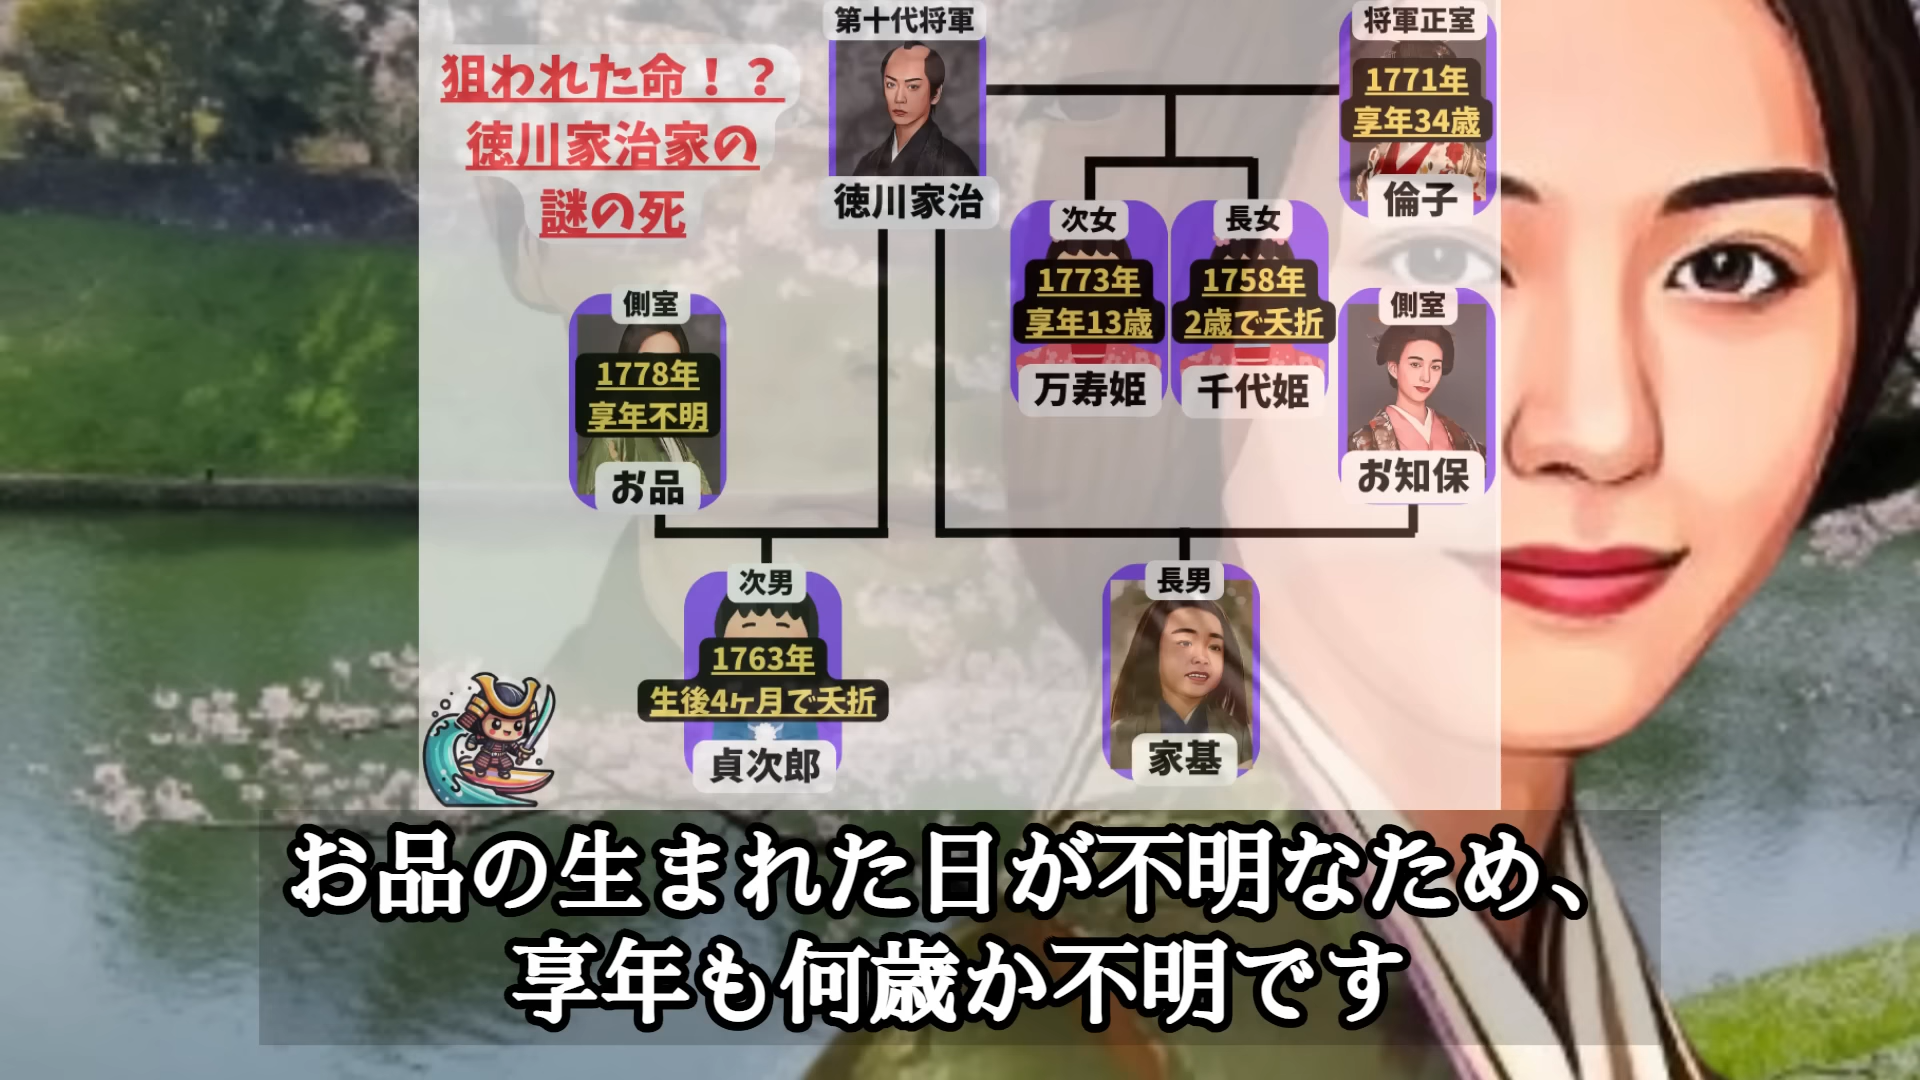 狙われた命！？
徳川家治家の
謎の死
第十代将軍
徳川家治
将軍正室
1771年
享年34歳
倫子
次女
1773年
享年13歳
万寿姫
長女
1758年
2歳で夭折
千代姫
側室
1778年
享年不明
お品
側室
お知保
次男
1763年
生後4ヶ月で夭折
貞次郎
長男
家基
お品の生まれた日が不明なため、
享年も何歳か不明です